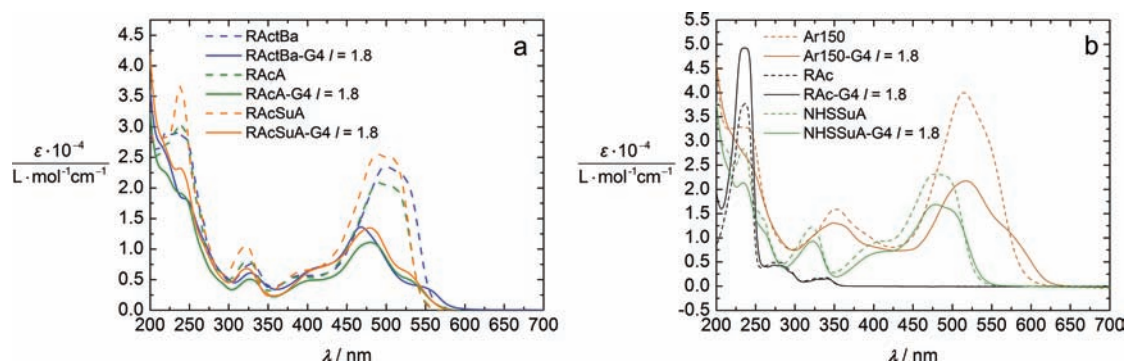 a
RActBa
RActBa-G4 l = 1.8
RAcA
RAcA-G4 l = 1.8
RAcSuA
RAcSuA-G4 l = 1.8
ε · 10⁻⁴
L · mol⁻¹cm⁻¹
4.5
4.0
3.5
3.0
2.5
2.0
1.5
1.0
0.5
0.0
200 250 300 350 400 450 500 550 600 650 700
λ / nm
b
Ar150
Ar150-G4 l = 1.8
RAc
RAc-G4 l = 1.8
NHSSuA
NHSSuA-G4 l = 1.8
ε · 10⁻⁴
L · mol⁻¹cm⁻¹
5.5
5.0
4.5
4.0
3.5
3.0
2.5
2.0
1.5
1.0
0.5
0.0
-0.5
200 250 300 350 400 450 500 550 600 650 700
λ / nm